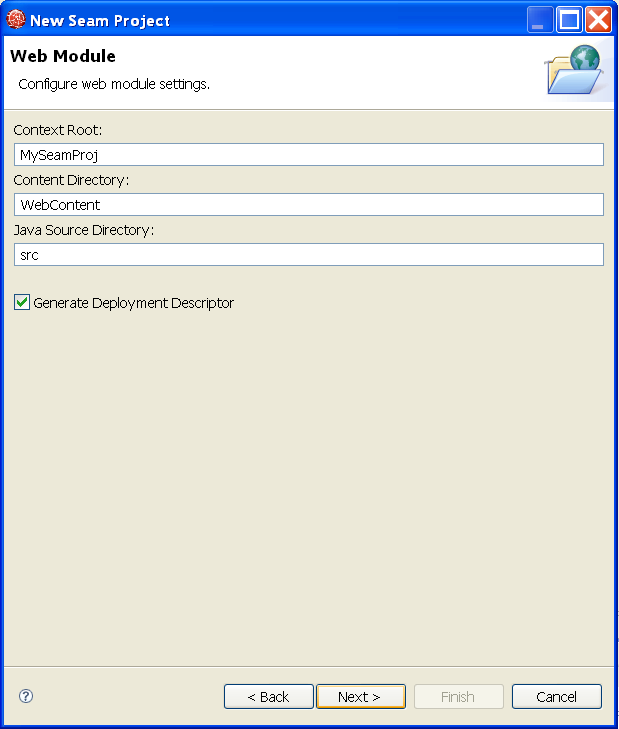 New Seam Project
Web Module
Configure web module settings.
Context Root:
MySeamProj
Content Directory:
WebContent
Java Source Directory:
src
Generate Deployment Descriptor
?
< Back Next > Finish Cancel